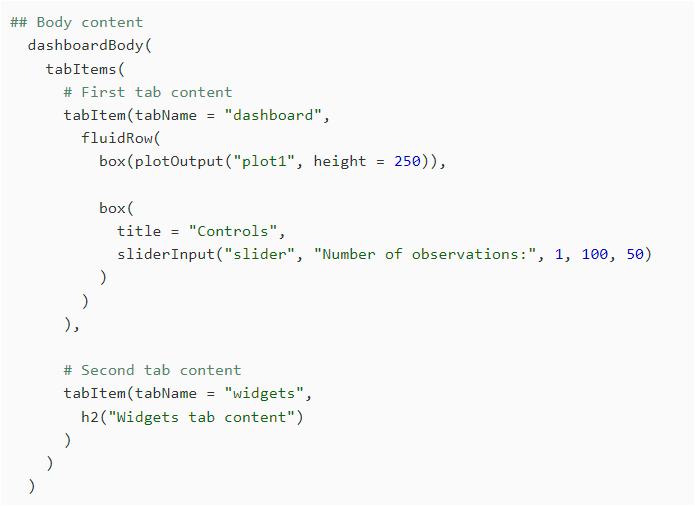 ## Body content
  dashboardBody(
    tabItems(
      # First tab content
      tabItem(tabName = "dashboard",
        fluidRow(
          box(plotOutput("plot1", height = 250)),

          box(
            title = "Controls",
            sliderInput("slider", "Number of observations:", 1, 100, 50)
          )
        )
      ),

      # Second tab content
      tabItem(tabName = "widgets",
        h2("Widgets tab content")
      )
    )
  )